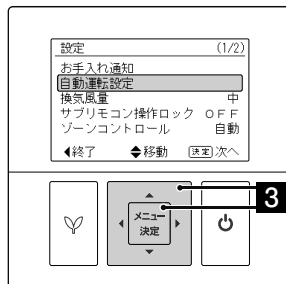 設定 (1/2)
お手入れ通知
自動運転設定
換気風量 中
サブリモコン操作ロック OFF
ゾーンコントロール 自動
◀終了 ◆移動 決定次へ
3
メニュー
決定